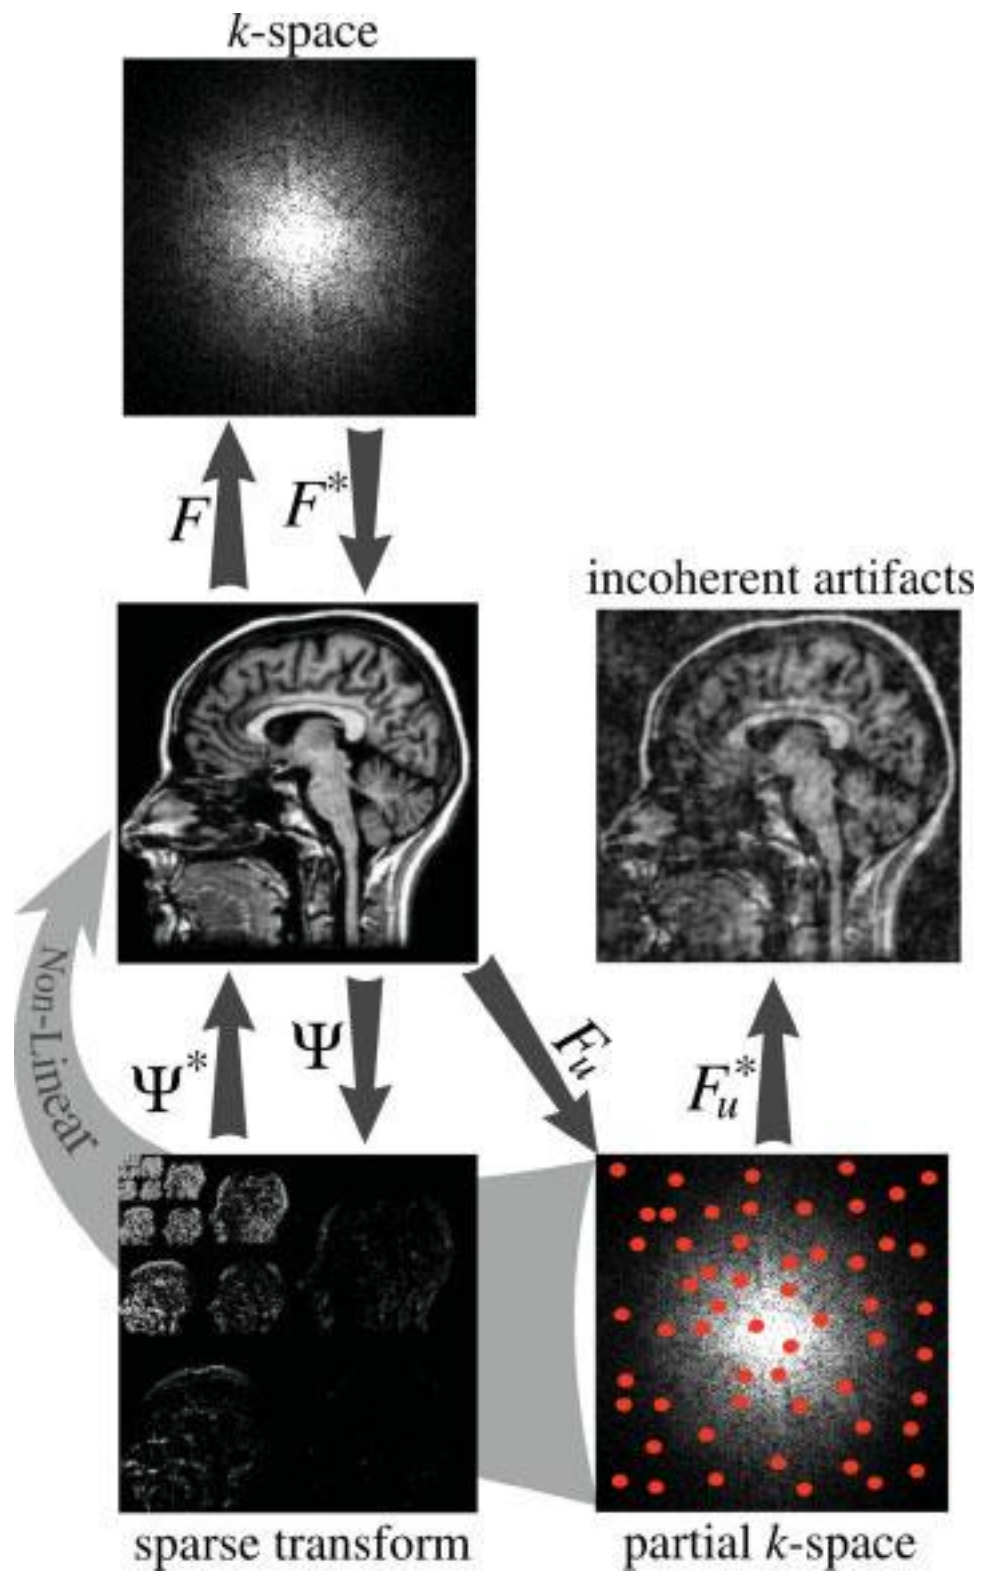 k-space
F
F*
incoherent artifacts
Non-Linear
Ψ*
Ψ
Fu
Fu*
sparse transform
partial k-space